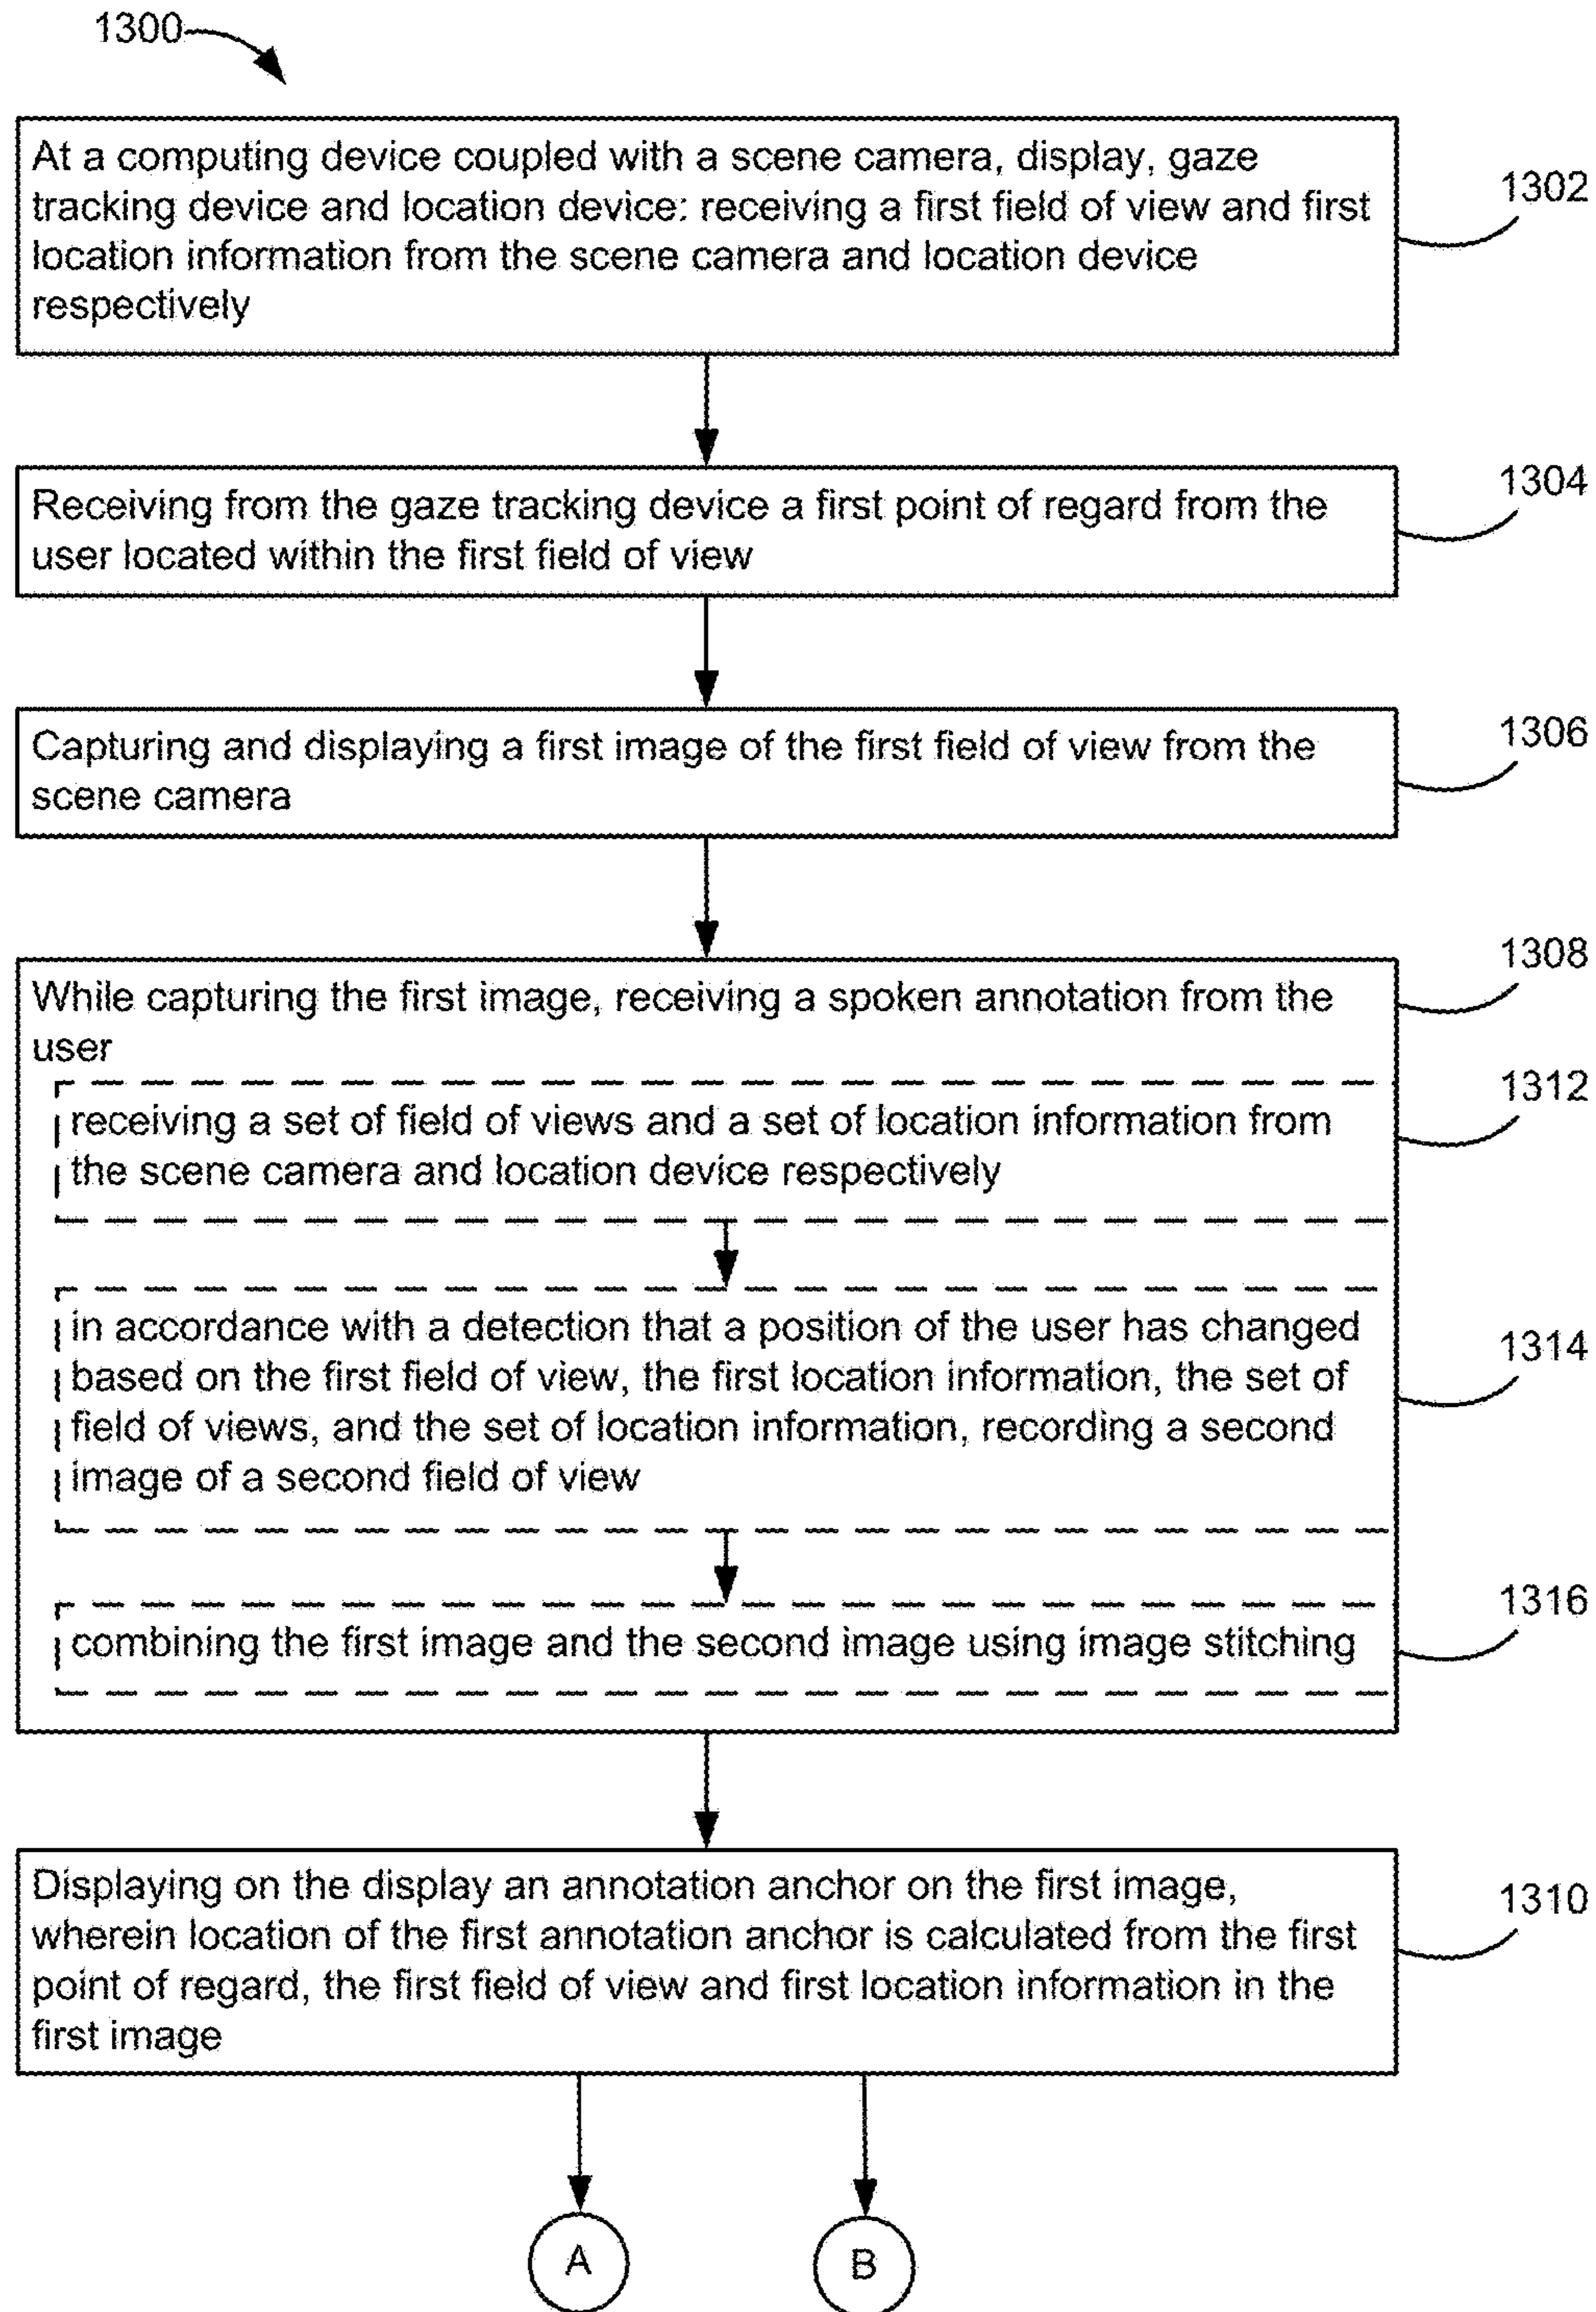 1300
At a computing device coupled with a scene camera, display, gaze
tracking device and location device: receiving a first field of view and first
location information from the scene camera and location device
respectively
1302
Receiving from the gaze tracking device a first point of regard from the
user located within the first field of view
1304
Capturing and displaying a first image of the first field of view from the
scene camera
1306
While capturing the first image, receiving a spoken annotation from the
user
1308
receiving a set of field of views and a set of location information from
the scene camera and location device respectively
1312
in accordance with a detection that a position of the user has changed
based on the first field of view, the first location information, the set of
field of views, and the set of location information, recording a second
image of a second field of view
1314
combining the first image and the second image using image stitching
1316
Displaying on the display an annotation anchor on the first image,
wherein location of the first annotation anchor is calculated from the first
point of regard, the first field of view and first location information in the
first image
1310
A
B